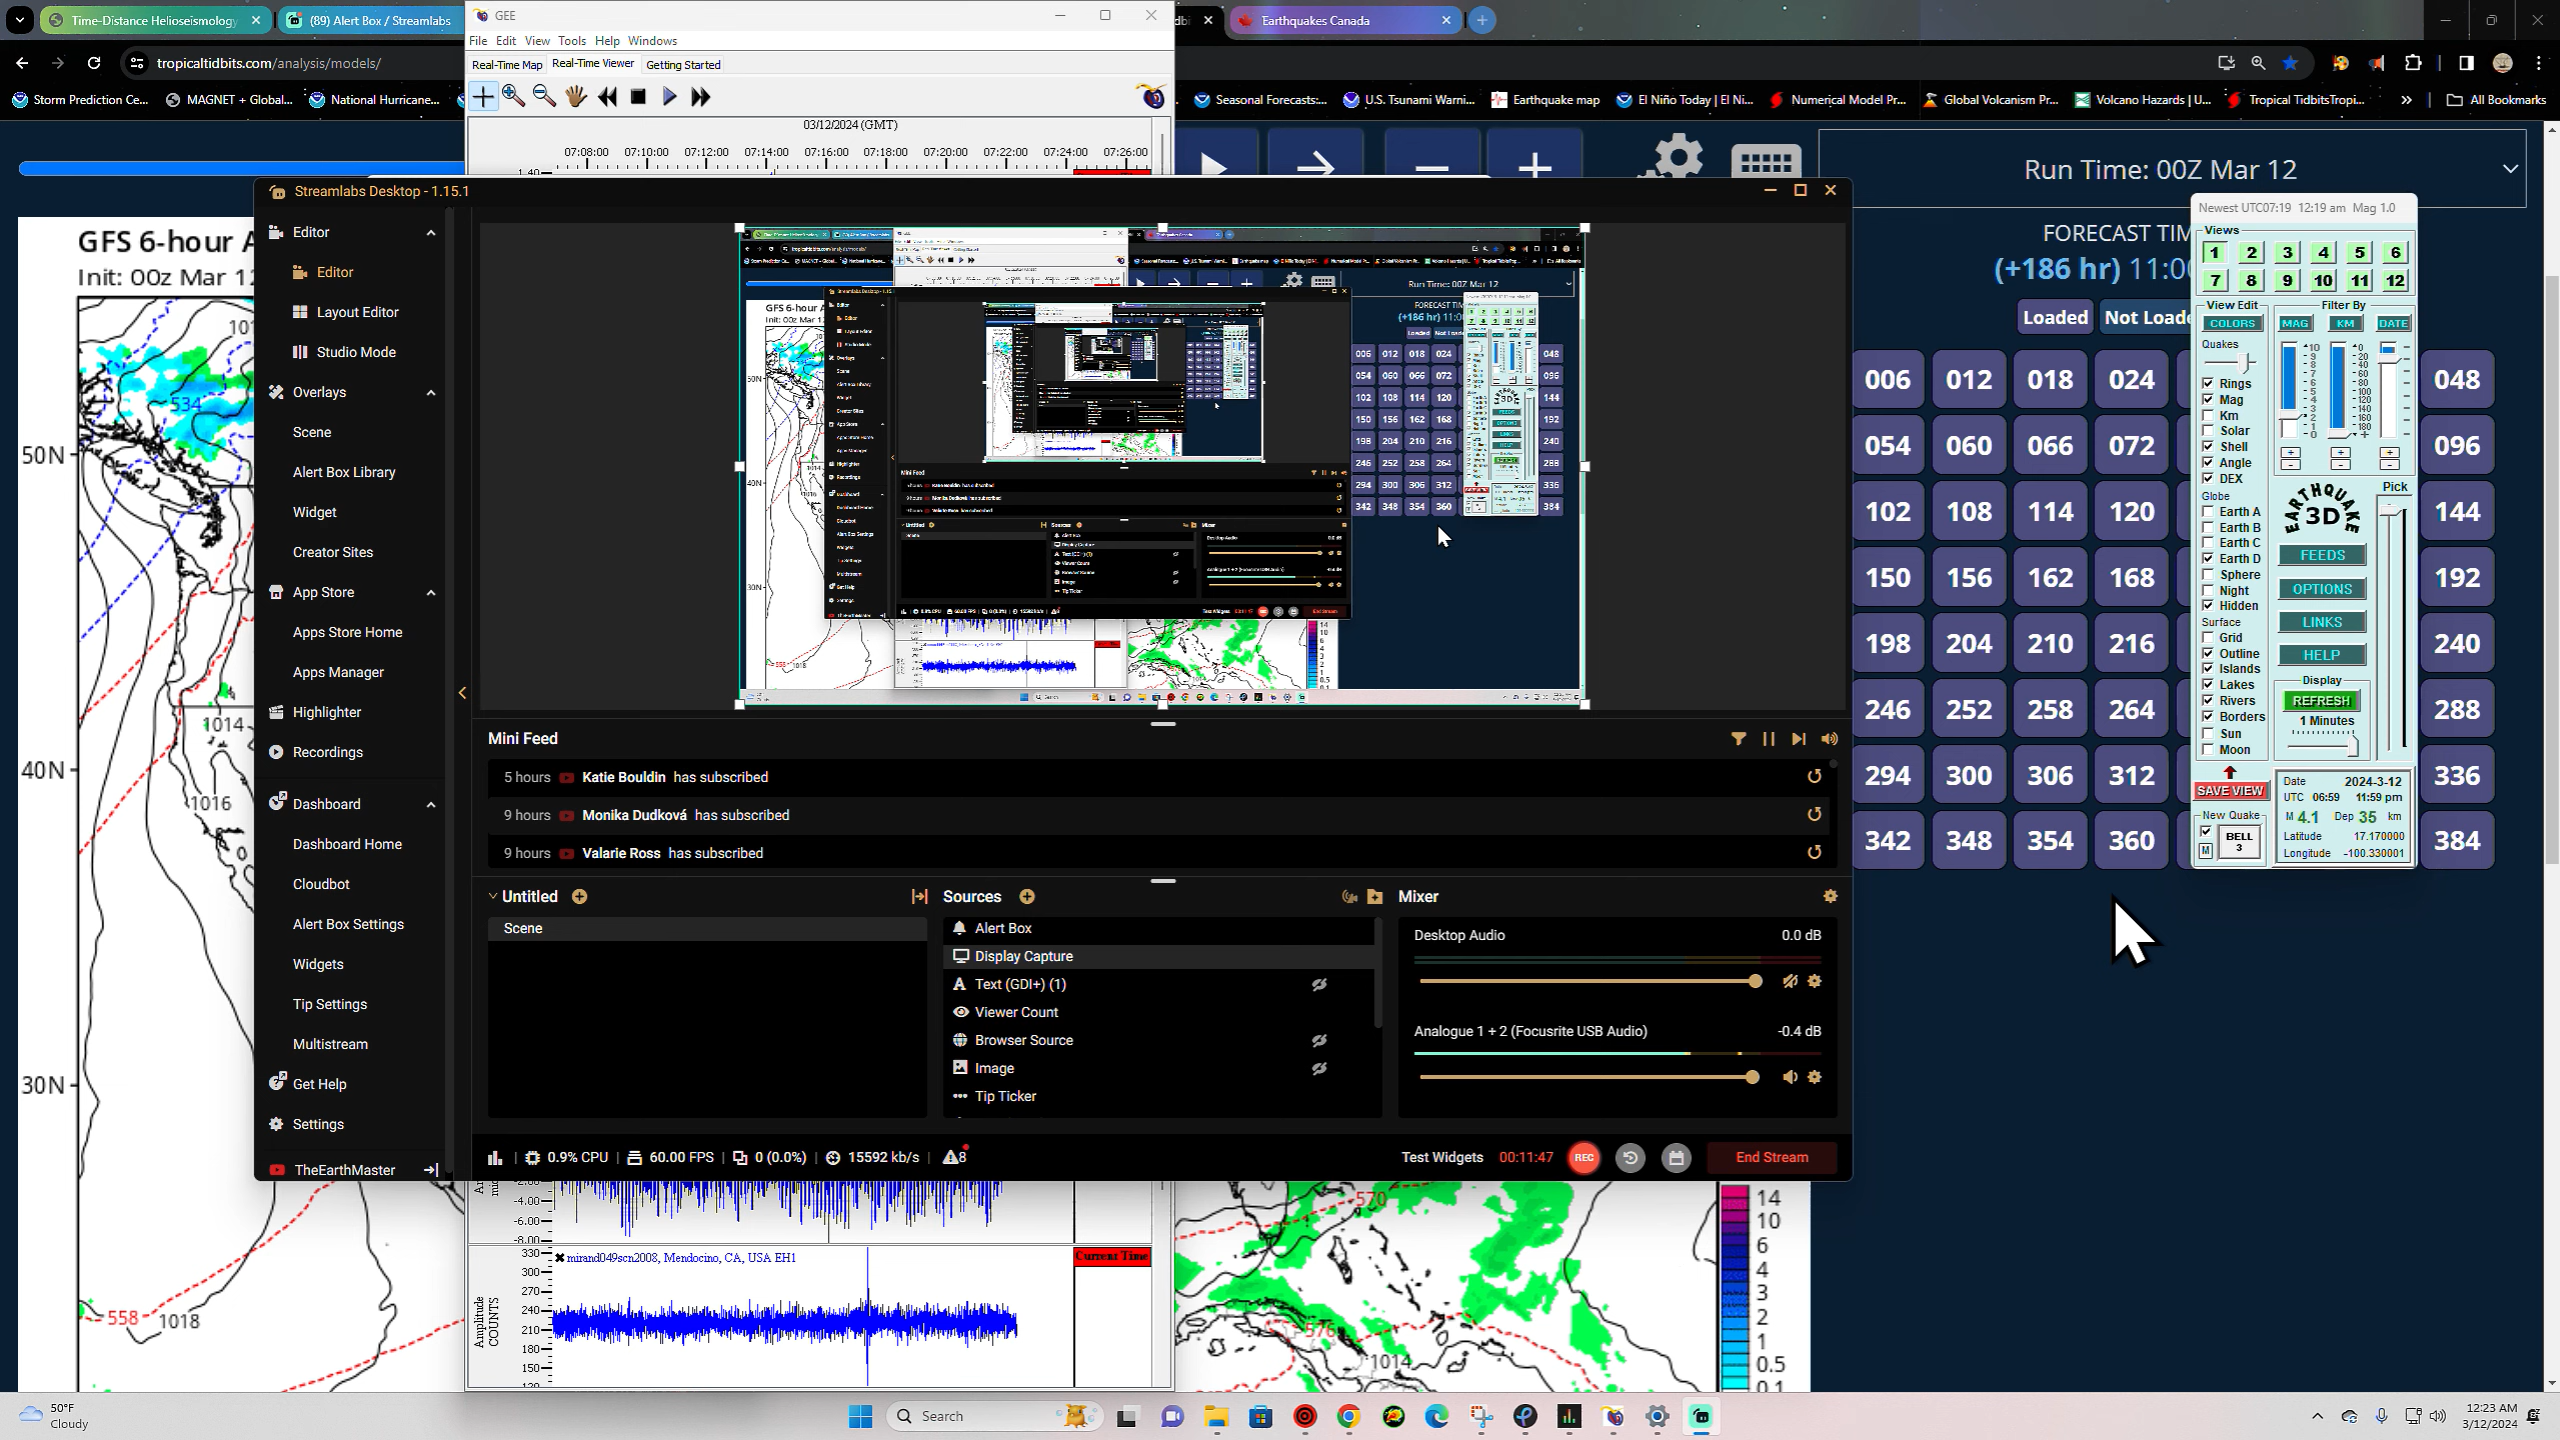 Time-Distance Helioseismology
(89) Alert Box / Streamlabs
Earthquakes Canada
tropicaltidbits.com/analysis/models/
Storm Prediction Ce...
MAGNET + Global...
National Hurricane...
Seasonal Forecasts:...
U.S. Tsunami Warni...
Earthquake map
El Niño Today | El Ni...
Numerical Model Pr...
Global Volcanism Pr...
Volcano Hazards | U...
Tropical TidbitsTropi...
All Bookmarks
GEE
File Edit View Tools Help Windows
Real-Time Map Real-Time Viewer Getting Started
03/12/2024 (GMT)
07:08:00 07:10:00 07:12:00 07:14:00 07:16:00 07:18:00 07:20:00 07:22:00 07:24:00 07:26:00
1.40
Run Time: 00Z Mar 12
FORECAST TIM
(+186 hr) 11:00
Loaded Not Loade
006 012 018 024 048
054 060 066 072 096
102 108 114 120 144
150 156 162 168 192
198 204 210 216 240
246 252 258 264 288
294 300 306 312 336
342 348 354 360 384
GFS 6-hour A
Init: 00z Mar 12
50N
40N
30N
534
1014
1016
558
1018
570
576
1014
14
10
6
4
3
2
1
0.5
0.1
Streamlabs Desktop - 1.15.1
Editor
Editor
Layout Editor
Studio Mode
Overlays
Scene
Alert Box Library
Widget
Creator Sites
App Store
Apps Store Home
Apps Manager
Highlighter
Recordings
Dashboard
Dashboard Home
Cloudbot
Alert Box Settings
Widgets
Tip Settings
Multistream
Get Help
Settings
TheEarthMaster
Mini Feed
5 hours Katie Bouldin has subscribed
9 hours Monika Dudková has subscribed
9 hours Valarie Ross has subscribed
Untitled
Scene
Sources
Alert Box
Display Capture
Text (GDI+) (1)
Viewer Count
Browser Source
Image
Tip Ticker
Mixer
Desktop Audio 0.0 dB
Analogue 1 + 2 (Focusrite USB Audio) -0.4 dB
0.9% CPU 60.00 FPS 0 (0.0%) 15592 kb/s 8
Test Widgets 00:11:47 REC End Stream
Newest UTC07:19 12:19 am Mag 1.0
Views
1 2 3 4 5 6
7 8 9 10 11 12
View Edit
COLORS
Filter By
MAG KM DATE
Quakes
Rings
Mag
Km
Solar
Shell
Angle
DEX
Globe
Earth A
Earth B
Earth C
Earth D
Sphere
Night
Hidden
Surface
Grid
Outline
Islands
Lakes
Rivers
Borders
Sun
Moon
SAVE VIEW
New Quake
BELL
3
M
Pick
EARTHQUAKE
3D
FEEDS
OPTIONS
LINKS
HELP
Display
REFRESH
1 Minutes
Date 2024-3-12
UTC 06:59 11:59 pm
M 4.1 Dep 35 km
Latitude 17.170000
Longitude -100.330001
-4.00
-6.00
-8.00
mirand049scn2008, Mendocino, CA, USA EH1
Current Time
330
300
270
240
210
180
150
120
Amplitude
COUNTS
50°F
Cloudy
Search
12:23 AM
3/12/2024